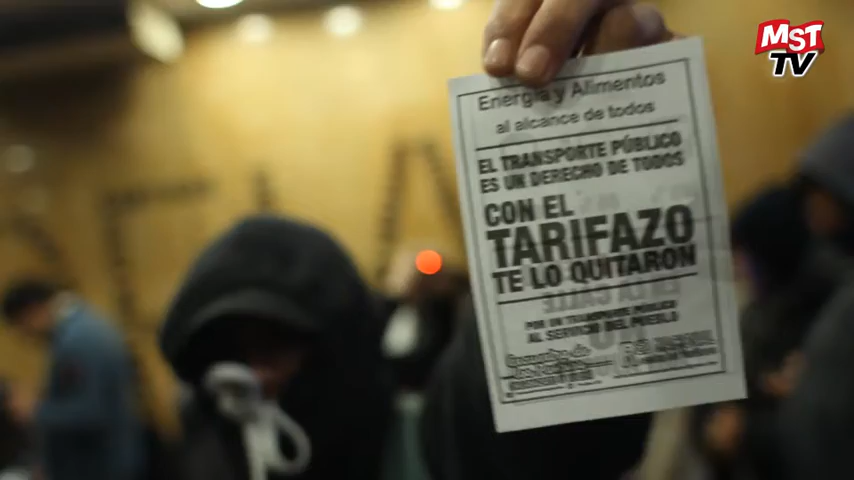 MST
TV
Energía y Alimentos
al alcance de todos
EL TRANSPORTE PÚBLICO
ES UN DERECHO DE TODOS
CON EL
TARIFAZO
TE LO QUITARON
POR UN TRANSPORTE PÚBLICO
AL SERVICIO DEL PUEBLO